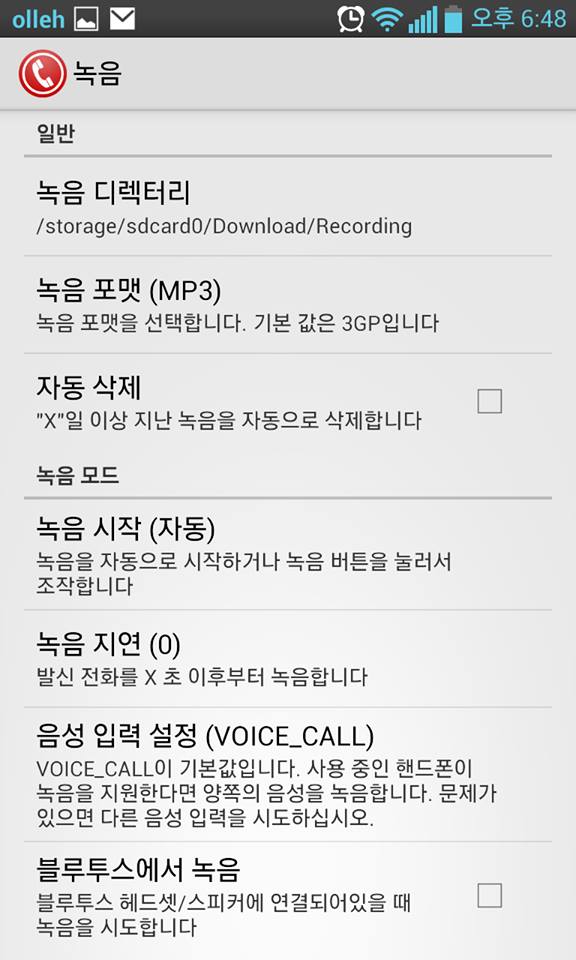 olleh 오후 6:48
녹음
일반
녹음 디렉터리
/storage/sdcard0/Download/Recording
녹음 포맷 (MP3)
녹음 포맷을 선택합니다. 기본 값은 3GP입니다
자동 삭제
"X"일 이상 지난 녹음을 자동으로 삭제합니다
녹음 모드
녹음 시작 (자동)
녹음을 자동으로 시작하거나 녹음 버튼을 눌러서
조작합니다
녹음 지연 (0)
발신 전화를 X 초 이후부터 녹음합니다
음성 입력 설정 (VOICE_CALL)
VOICE_CALL이 기본값입니다. 사용 중인 핸드폰이
녹음을 지원한다면 양쪽의 음성을 녹음합니다. 문제가
있으면 다른 음성 입력을 시도하십시오.
블루투스에서 녹음
블루투스 헤드셋/스피커에 연결되어있을 때
녹음을 시도합니다